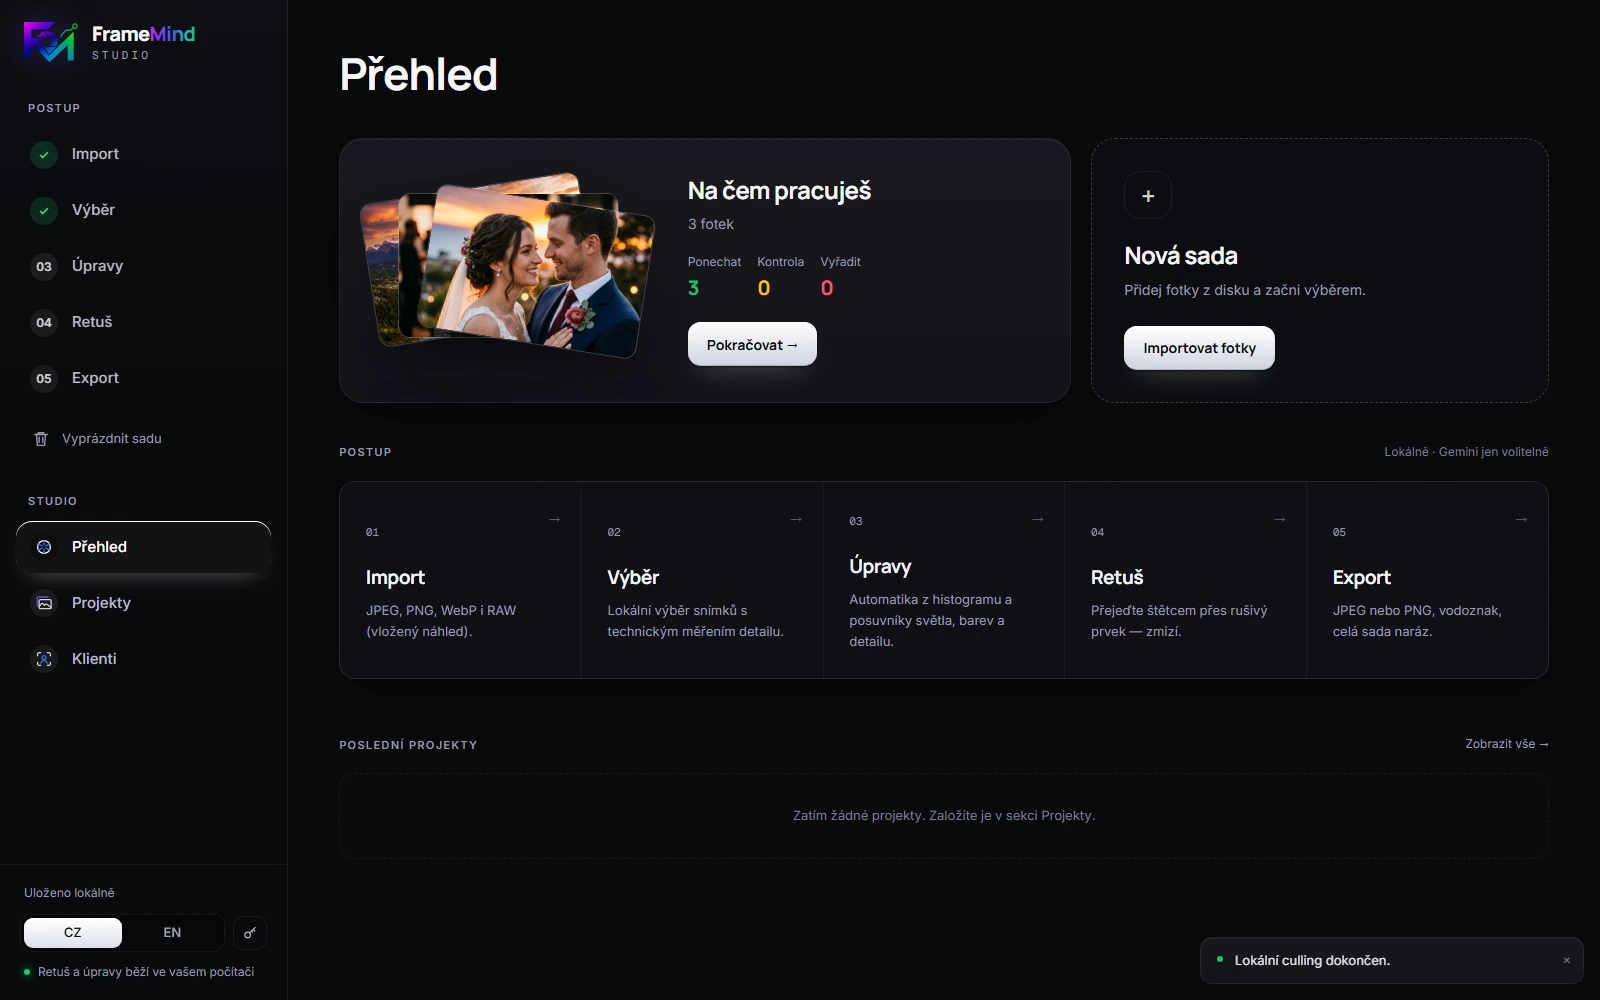 FrameMind
STUDIO
POSTUP
Import
Výběr
03 Úpravy
04 Retuš
05 Export
Vyprázdnit sadu
STUDIO
Přehled
Projekty
Klienti
Uloženo lokálně
CZ EN
Retuš a úpravy běží ve vašem počítači
Přehled
Na čem pracuješ
3 fotek
Ponechat Kontrola Vyřadit
3 0 0
Pokračovat →
+
Nová sada
Přidej fotky z disku a začni výběrem.
Importovat fotky
POSTUP
Lokálně · Gemini jen volitelně
01 →
Import
JPEG, PNG, WebP i RAW
(vložený náhled).
02 →
Výběr
Lokální výběr snímků s
technickým měřením detailu.
03 →
Úpravy
Automatika z histogramu a
posuvníky světla, barev a
detailu.
04 →
Retuš
Přejeďte štětcem přes rušivý
prvek — zmizí.
05 →
Export
JPEG nebo PNG, vodoznak,
celá sada naráz.
POSLEDNÍ PROJEKTY
Zobrazit vše →
Zatím žádné projekty. Založíte je v sekci Projekty.
Lokální culling dokončen. ×